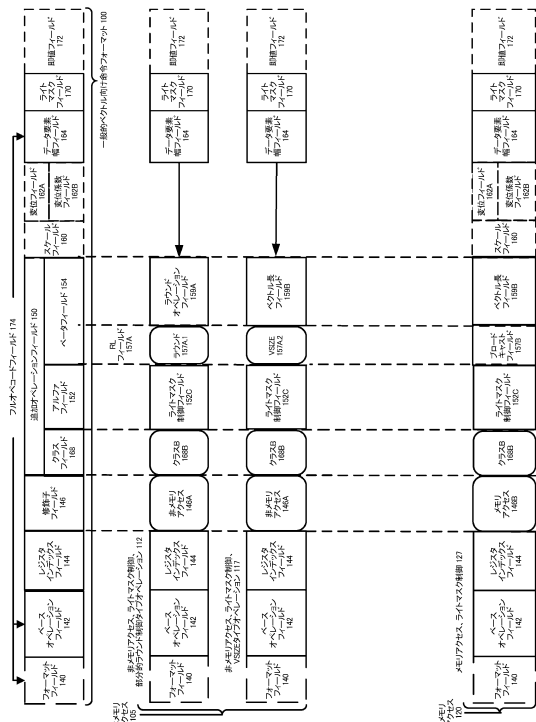 フルオペコードフィールド 174
フォーマット
フィールド
140
ベース
オペレーション
フィールド
142
レジスタ
インデックス
フィールド
144
修飾子
フィールド
146
追加オペレーションフィールド 150
クラス
フィールド
168
アルファ
フィールド
152
ベータフィールド 154
スケール
フィールド
160
変位フィールド
162A
変位係数
フィールド
162B
データ要素
幅フィールド
164
ライト
マスク
フィールド
170
即値フィールド
172
一般的ベクトル向け命令フォーマット 100
メモリ
アクセス
105
非メモリアクセス、ライトマスク制御、
部分的ラウンド制御タイプオペレーション 112
フォーマット
フィールド
140
ベース
オペレーション
フィールド
142
レジスタ
インデックス
フィールド
144
非メモリ
アクセス
146A
クラスB
168B
ライトマスク
制御フィールド
152C
RL
フィールド
157A
ラウンド
157A.1
ラウンド
オペレーション
フィールド
159A
データ要素
幅フィールド
164
ライト
マスク
フィールド
170
即値フィールド
172
非メモリアクセス、ライトマスク制御、
VSIZEタイプオペレーション 117
フォーマット
フィールド
140
ベース
オペレーション
フィールド
142
レジスタ
インデックス
フィールド
144
非メモリ
アクセス
146A
クラスB
168B
ライトマスク
制御フィールド
152C
VSIZE
157A.2
ベクトル長
フィールド
159B
データ要素
幅フィールド
164
ライト
マスク
フィールド
170
即値フィールド
172
メモリ
アクセス
120
メモリアクセス、ライトマスク制御 127
フォーマット
フィールド
140
ベース
オペレーション
フィールド
142
レジスタ
インデックス
フィールド
144
メモリ
アクセス
146B
クラスB
168B
ライトマスク
制御フィールド
152C
ブロード
キャスト
フィールド
157B
ベクトル長
フィールド
159B
スケール
フィールド
160
変位フィールド
162A
変位係数
フィールド
162B
データ要素
幅フィールド
164
ライト
マスク
フィールド
170
即値フィールド
172